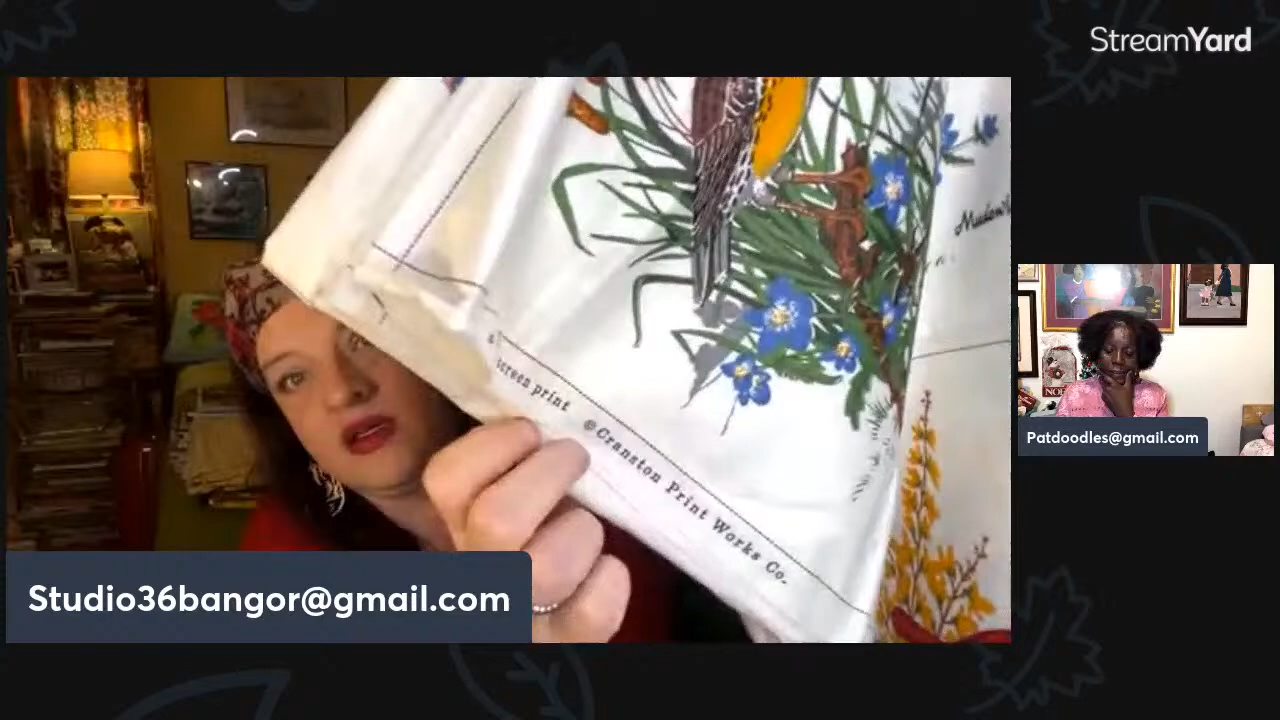 StreamYard
screen print @Cranston Print Works Co.
Patdoodles@gmail.com
Studio36bangor@gmail.com